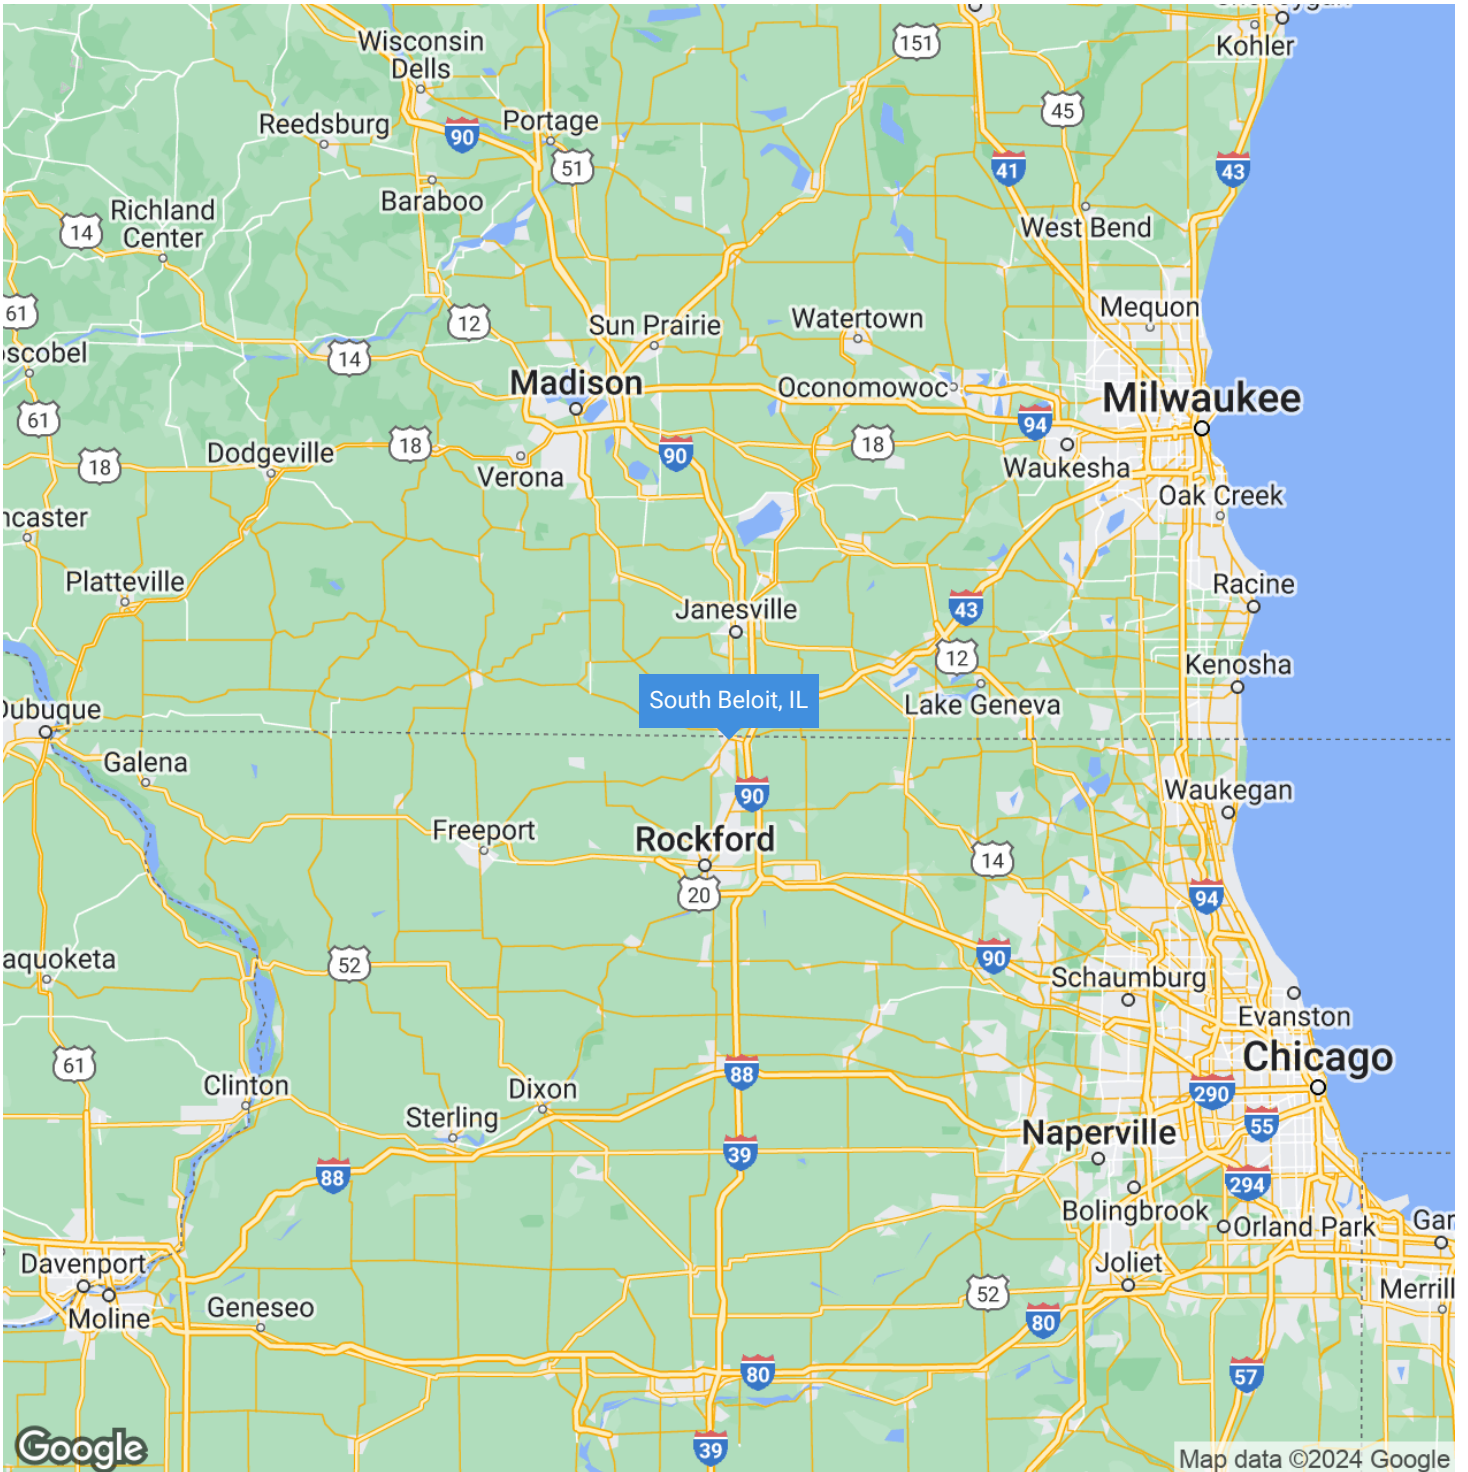 Wisconsin
Dells
151
Kohler
45
Reedsburg
90
Portage
51
41
43
Baraboo
Richland
Center
14
West Bend
61
12
Sun Prairie
Watertown
Mequon
14
Madison
Oconomowoc
Milwaukee
61
18
18
94
18
Dodgeville
Verona
90
Waukesha
Oak Creek
Platteville
Janesville
43
Racine
12
Kenosha
South Beloit, IL
Lake Geneva
Galena
90
Waukegan
Freeport
Rockford
14
20
94
52
90
Schaumburg
Evanston
61
88
Chicago
Clinton
Dixon
290
Sterling
55
39
Naperville
88
294
Bolingbrook
Orland Park
Davenport
Joliet
Moline
Geneseo
52
80
80
57
39
Google
Map data ©2024 Google